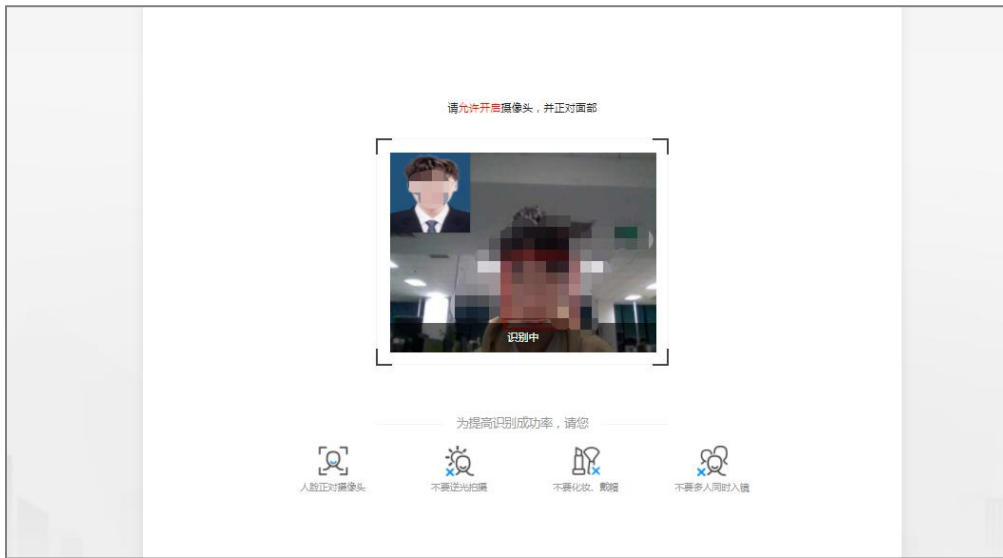 请允许开启摄像头，并正对面部
识别中
为提高识别成功率，请您
人脸正对摄像头
不要逆光拍摄
不要化妆、戴帽
不要多人同时入镜